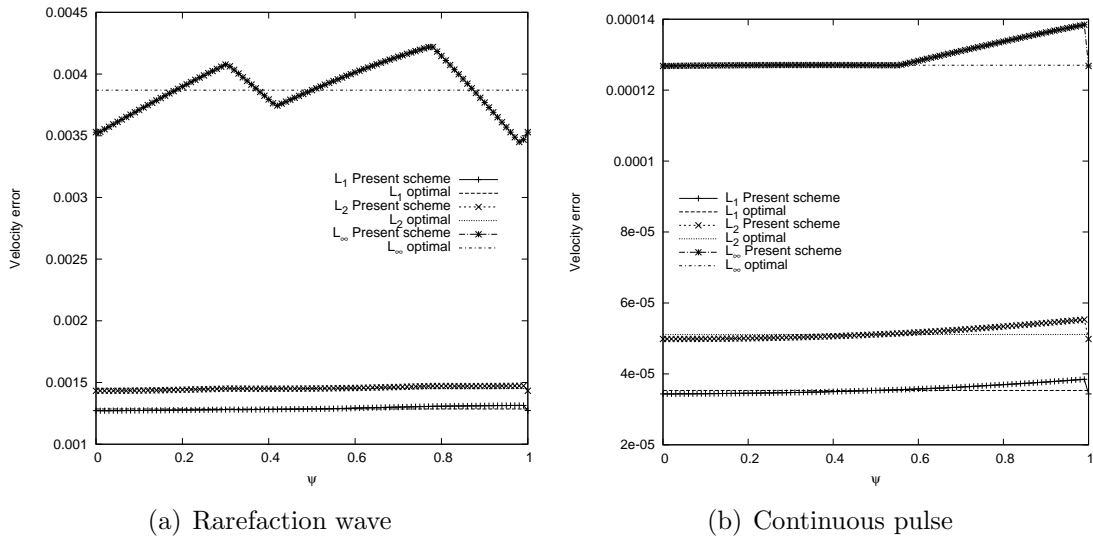 0.0045
0.004
0.0035
0.003
0.0025
0.002
0.0015
0.001
0
0.2
0.4
0.6
0.8
1
Velocity error
ψ
L1 Present scheme
L1 optimal
L2 Present scheme
L2 optimal
L∞ Present scheme
L∞ optimal
(a) Rarefaction wave
0.00014
0.00012
0.0001
8e-05
6e-05
4e-05
2e-05
0
0.2
0.4
0.6
0.8
1
Velocity error
ψ
L1 Present scheme
L1 optimal
L2 Present scheme
L2 optimal
L∞ Present scheme
L∞ optimal
(b) Continuous pulse